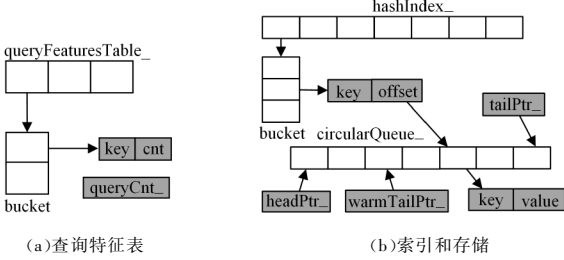 queryFeaturesTable_
key cnt
queryCnt_
bucket
(a)查询特征表
hashIndex_
key offset
bucket
circularQueue_
tailPtr_
headPtr_
warmTailPtr_
key value
(b)索引和存储